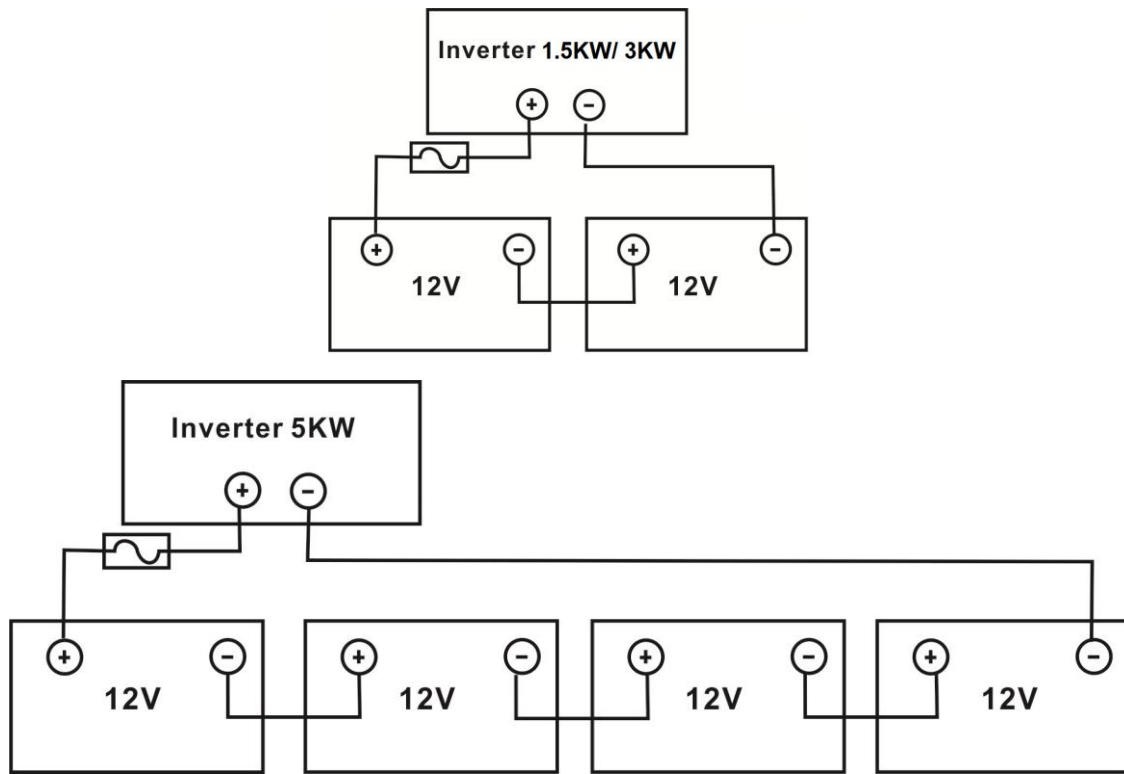 Inverter 1.5KW/ 3KW
+ -
+ - + -
12V 12V
Inverter 5KW
+ -
+ - + - + - + -
12V 12V 12V 12V